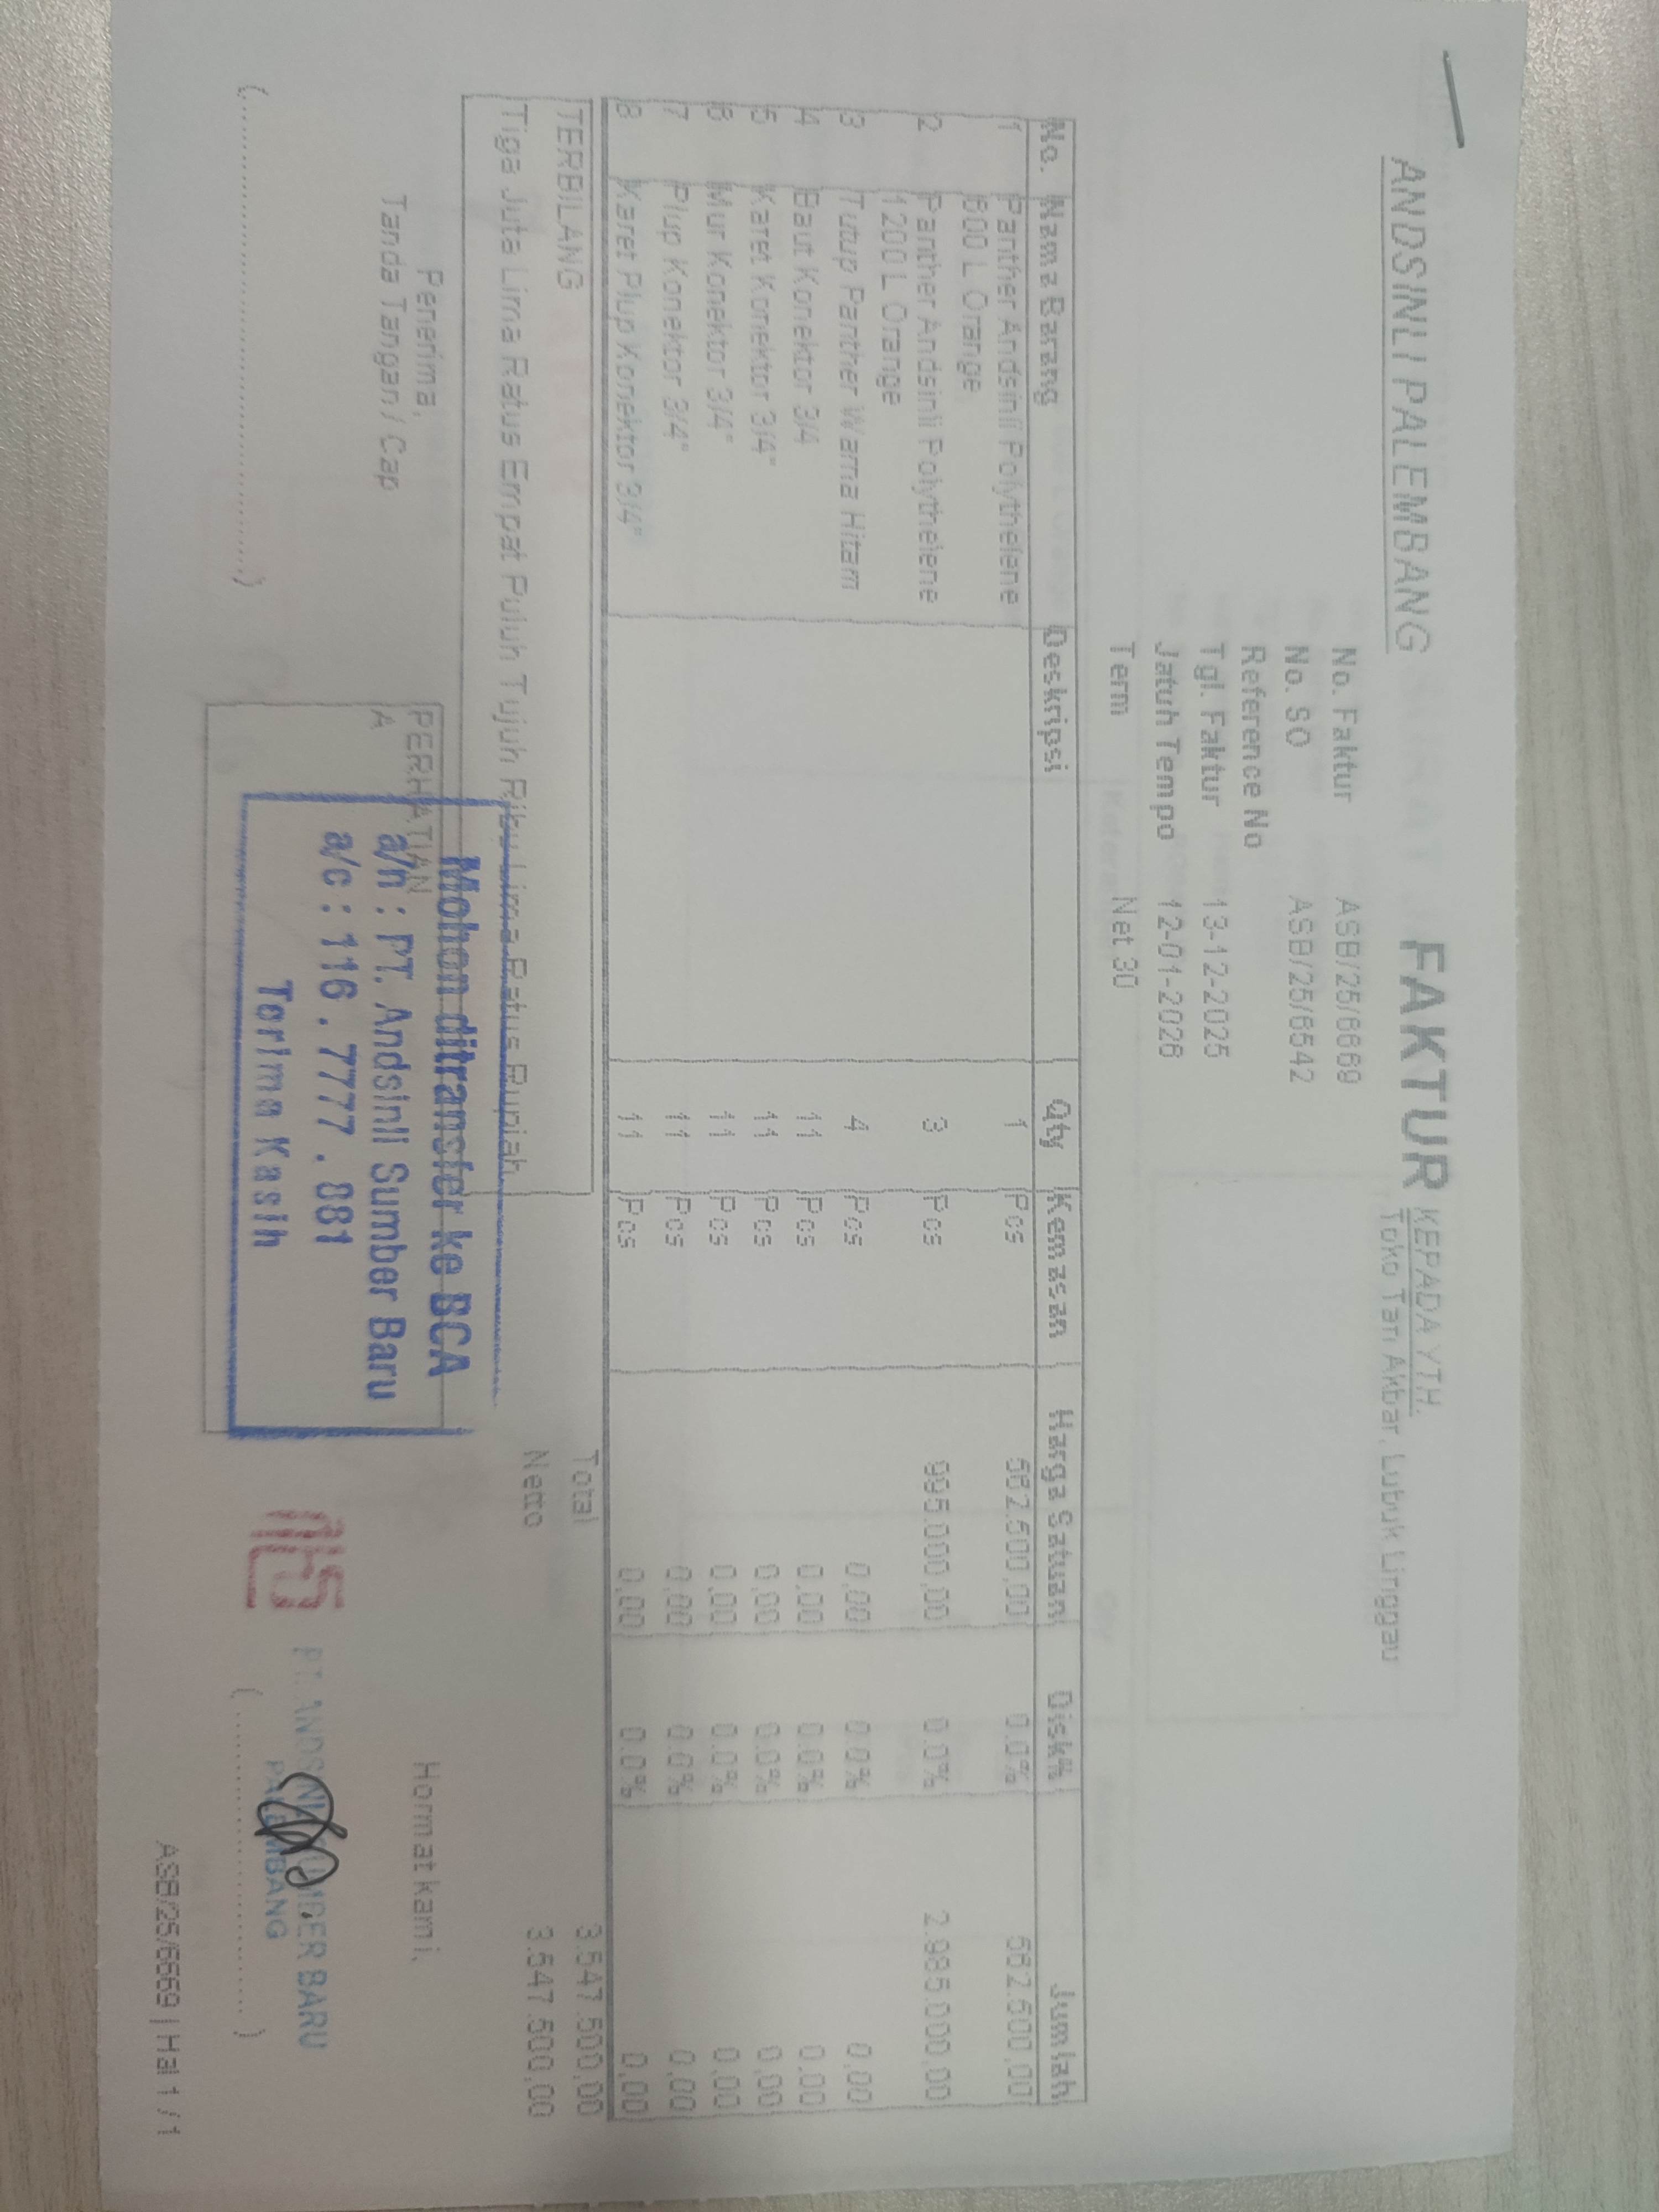 ANDSINLI PALEMBANG
FAKTUR
KEPADA YTH.
Toko Tari Akbar, Lubuk Linggau
No. Faktur ASB/25/6669
No. SO ASB/25/6542
Reference No
Tgl. Faktur 13-12-2025
Jatuh Tempo 12-01-2026
Term Net 30
No. Nama Barang Deskripsi Qty Kemasan Harga Satuan Disk% Jumlah
1 Panther Andsinli Polythelene 1 Pcs 562.500,00 0.0% 562.500,00
500 L Orange
2 Panther Andsinli Polythelene 3 Pcs 995.000,00 0.0% 2.985.000,00
1200 L Orange
3 Tutup Panther Warna Hitam 4 Pcs 0,00 0.0% 0,00
4 Baut Konektor 3/4 11 Pcs 0,00 0.0% 0,00
5 Karet Konektor 3/4" 11 Pcs 0,00 0.0% 0,00
6 Mur Konektor 3/4" 11 Pcs 0,00 0.0% 0,00
7 Plup Konektor 3/4" 11 Pcs 0,00 0.0% 0,00
8 Karet Plup Konektor 3/4" 11 Pcs 0,00 0.0% 0,00
TERBILANG
Tiga Juta Lima Ratus Empat Puluh Tujuh Ribu Lima Ratus Rupiah
Total 3.547.500,00
Netto 3.547.500,00
Penerima,
Tanda Tangan / Cap
(..............................)
PERHATIAN
A
Mohon ditransfer ke BCA
a/n : PT. Andsinli Sumber Baru
a/c : 116 . 7777 . 881
Terima Kasih
Hormat kami,
PT. ANDSINLI SUMBER BARU
PALEMBANG
(..............................)
ASB/25/6669 | Hal 1 / 1